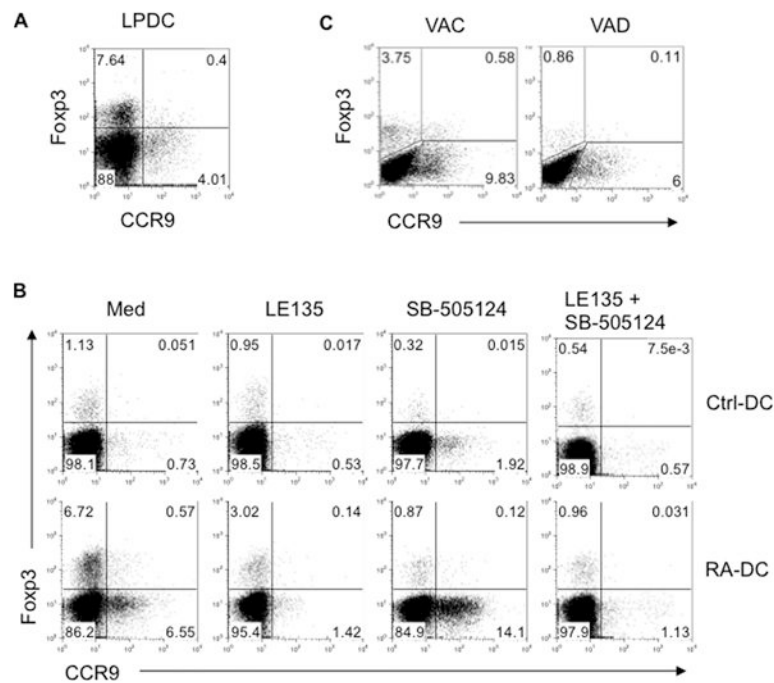 A
LPDC
7.64 0.4
88 4.01
Foxp3
CCR9
C
VAC VAD
3.75 0.58 0.86 0.11
9.83 6
Foxp3
CCR9
B
Med LE135 SB-505124 LE135 +
SB-505124
1.13 0.051 0.95 0.017 0.32 0.015 0.54 7.5e-3
Ctrl-DC
98.1 0.73 98.5 0.53 97.7 1.92 98.9 0.57
6.72 0.57 3.02 0.14 0.87 0.12 0.96 0.031
RA-DC
86.2 6.55 95.4 1.42 84.9 14.1 97.9 1.13
Foxp3
CCR9